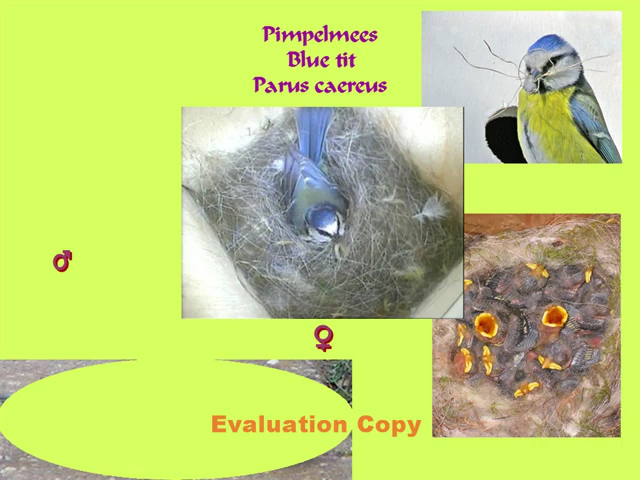 Pimpelmees
Blue tit
Parus caereus
♂
♀
Evaluation Copy